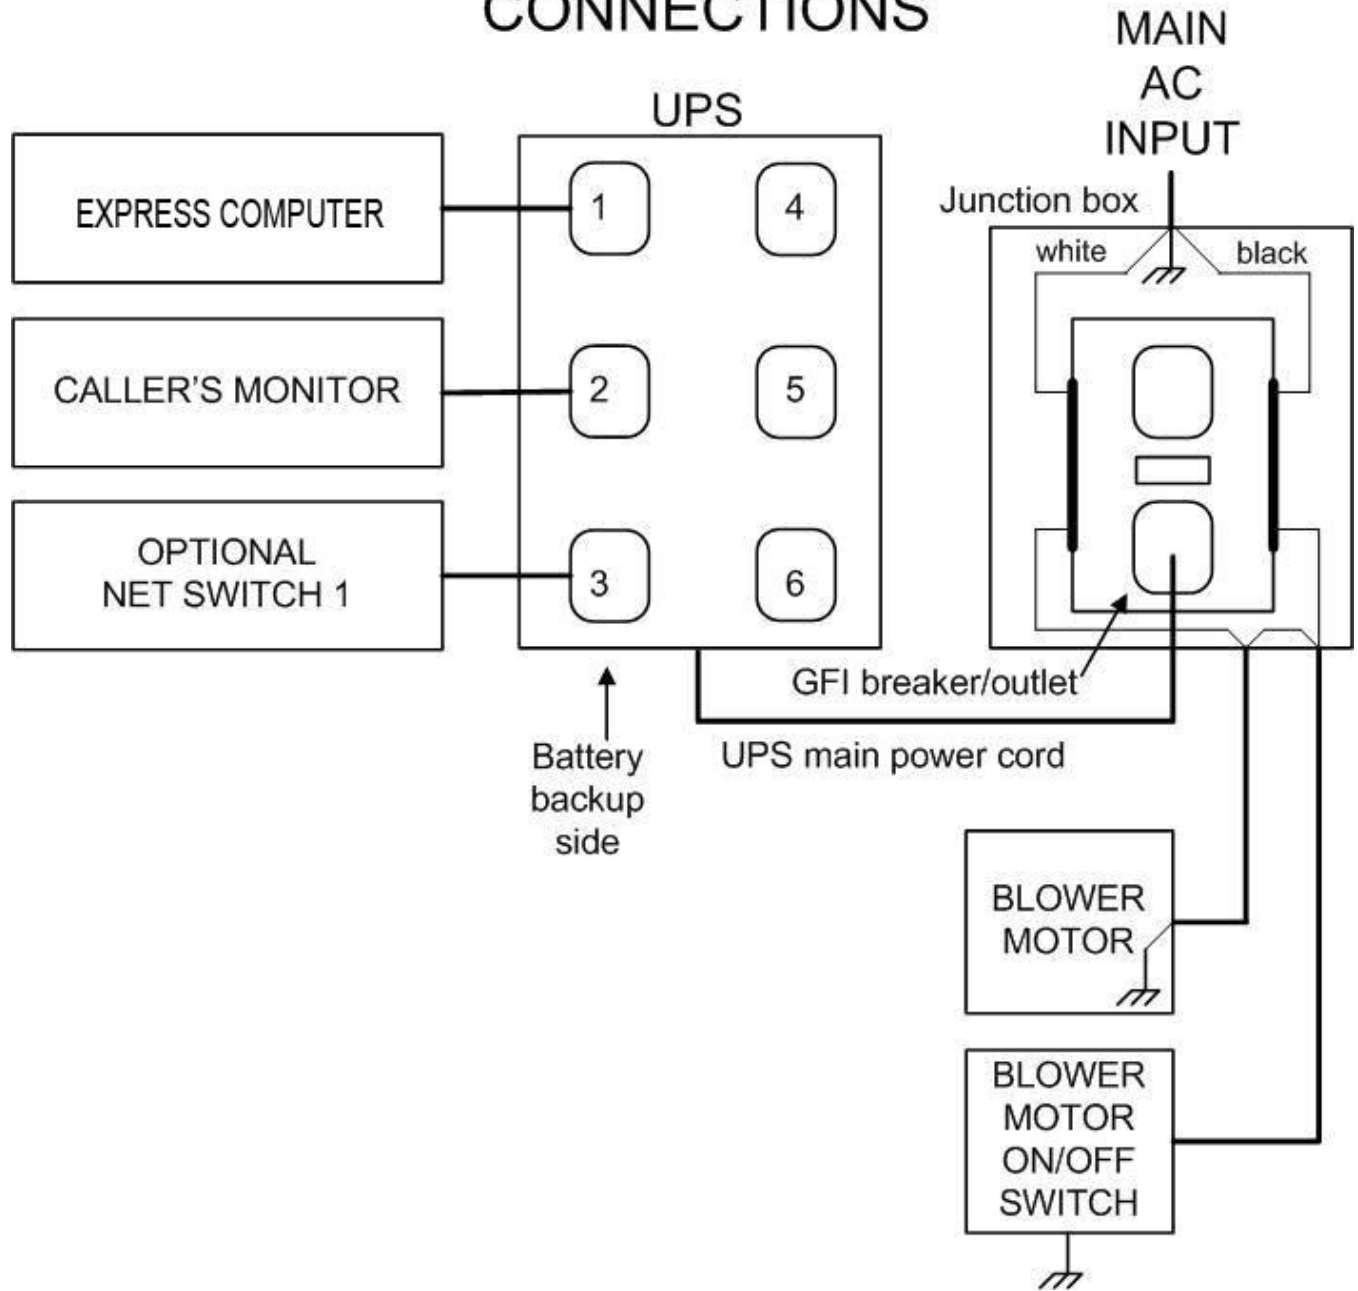 CONNECTIONS
MAIN
AC
INPUT
UPS
EXPRESS COMPUTER
1
4
Junction box
white
black
CALLER'S MONITOR
2
5
OPTIONAL
NET SWITCH 1
3
6
GFI breaker/outlet
UPS main power cord
Battery
backup
side
BLOWER
MOTOR
BLOWER
MOTOR
ON/OFF
SWITCH